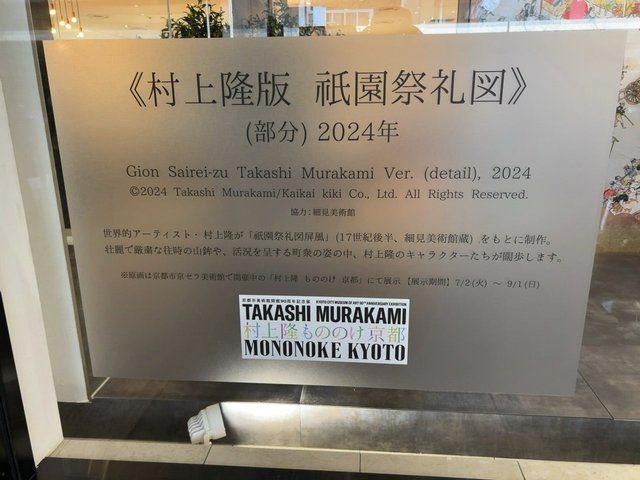 《村上隆版 祇園祭礼図》
(部分) 2024年
Gion Sairei-zu Takashi Murakami Ver. (detail), 2024
©2024 Takashi Murakami/Kaikai kiki Co., Ltd. All Rights Reserved.
協力：細見美術館
世界的アーティスト・村上隆が「祇園祭礼図屏風」(17世紀後半、細見美術館蔵) をもとに制作。
壮麗で厳粛な往時の山鉾や、活況を呈する町衆の姿の中、村上隆のキャラクターたちが闊歩します。
※原画は京都市京セラ美術館で開催中の「村上隆 もののけ 京都」にて展示 【展示期間】7/2(火) ～ 9/1(日)
京都市美術館開館90周年記念展 KYOTO CITY MUSEUM OF ART 90TH ANNIVERSARY EXHIBITION
TAKASHI MURAKAMI
村上隆もののけ京都
MONONOKE KYOTO